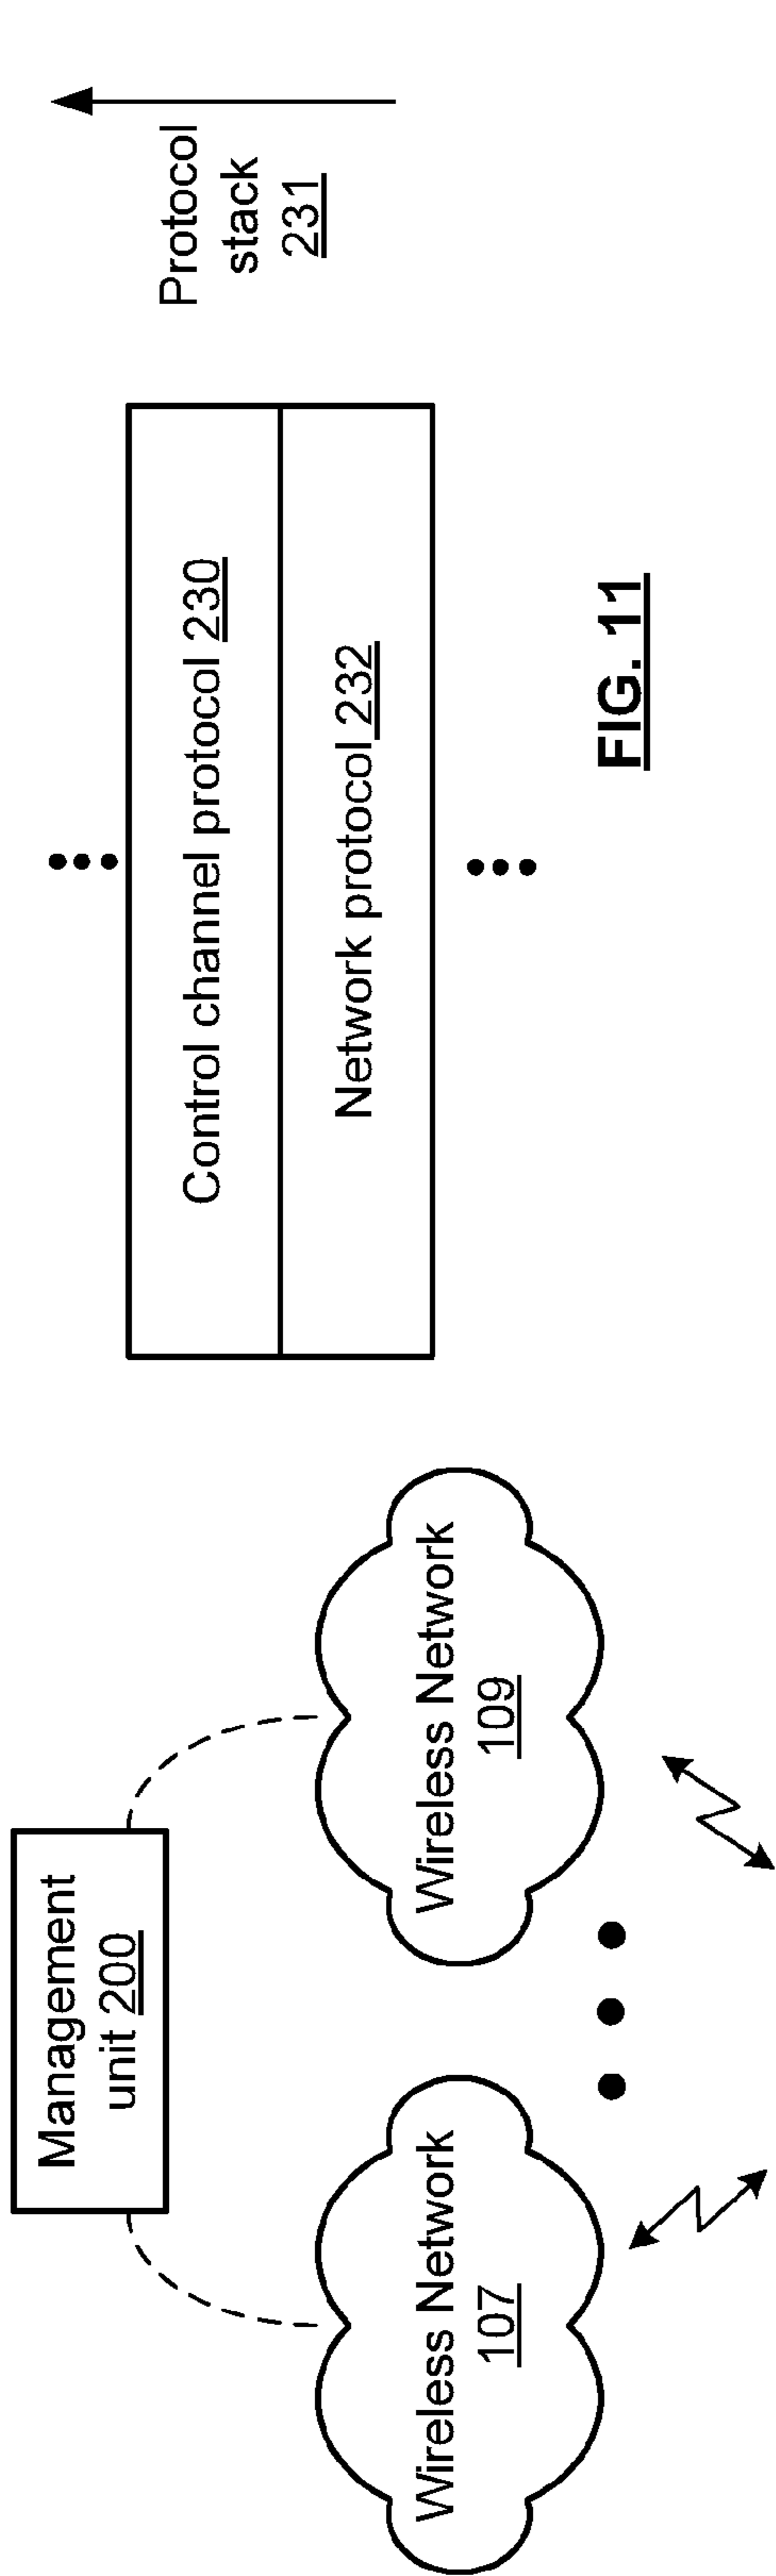 Management
unit 200
Wireless Network
107
Wireless Network
109
Control channel protocol 230
Network protocol 232
Protocol
stack
231
FIG. 11